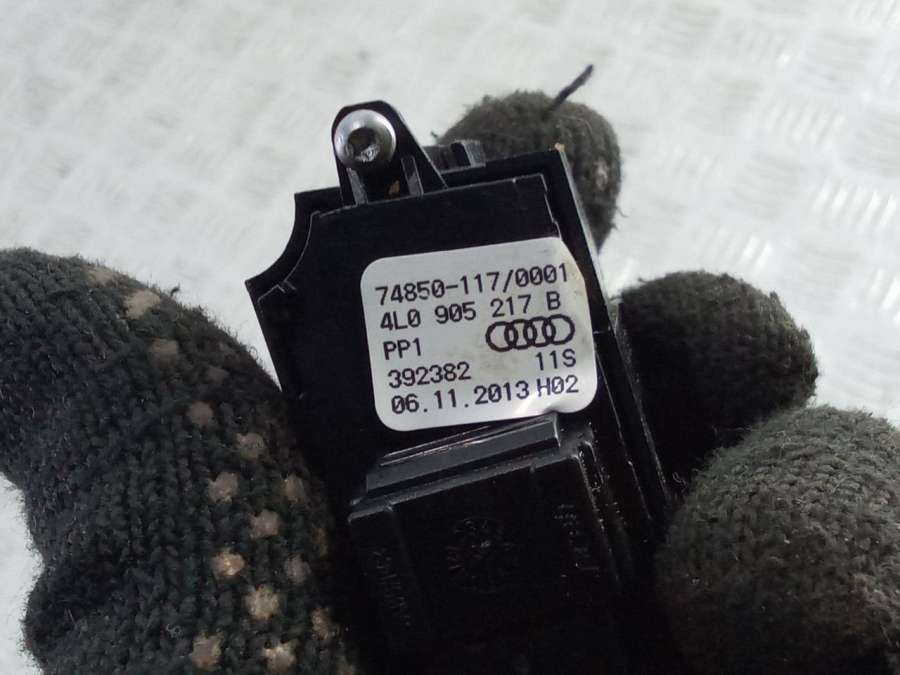 74850-117/0001
4L0 905 217 B
PP1
392382 11S
06.11.2013 H02